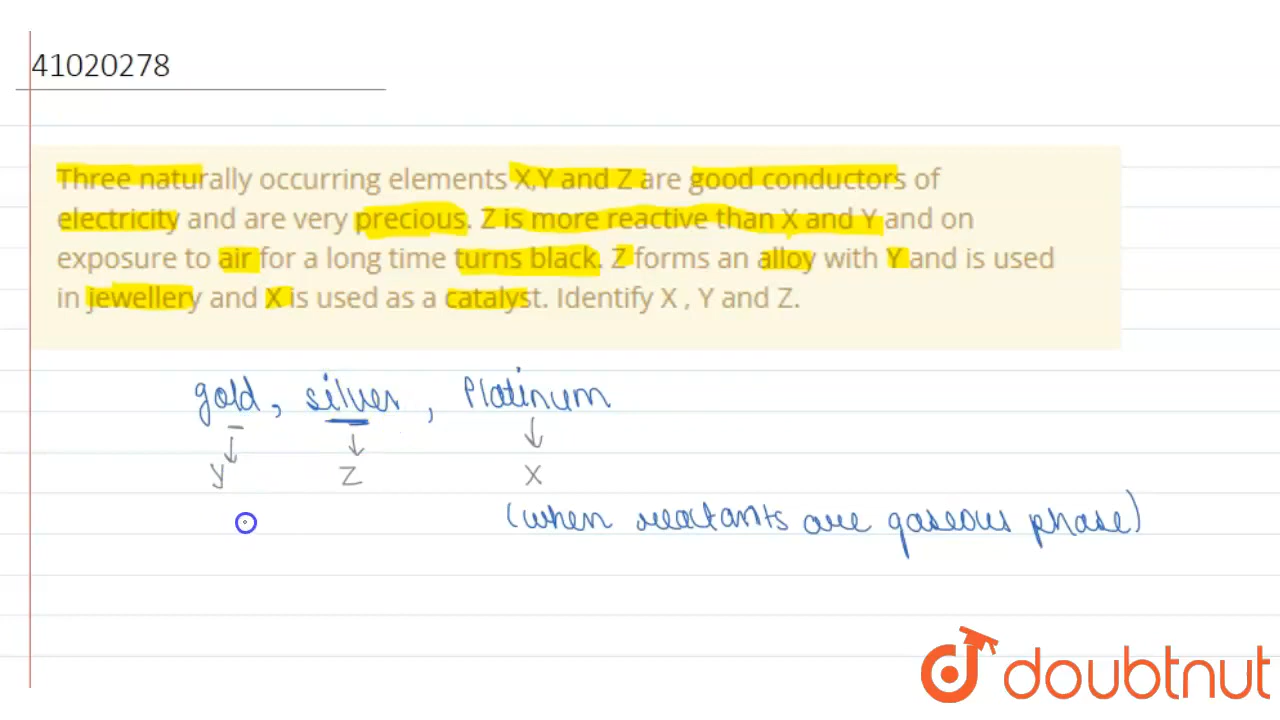 41020278
Three naturally occurring elements X,Y and Z are good conductors of
electricity and are very precious. Z is more reactive than X and Y and on
exposure to air for a long time turns black. Z forms an alloy with Y and is used
in jewellery and X is used as a catalyst. Identify X , Y and Z.
gold, silver, Platinum
Y Z X
(when reactants are gaseous phase)
doubtnut